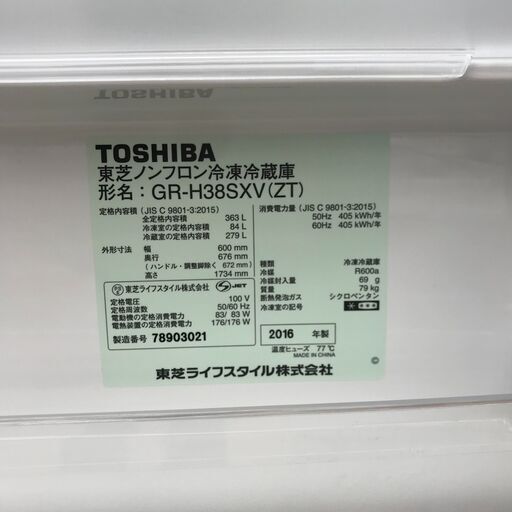 TOSHIBA
東芝ノンフロン冷凍冷蔵庫
形名：GR-H38SXV(ZT)
定格内容積 (JIS C 9801-3:2015)
全定格内容積 363 L
冷凍室の定格内容積 84 L
冷蔵室の定格内容積 279 L
外形寸法 幅 600 mm
奥行 676 mm
(ハンドル・調整脚除く 672 mm)
高さ 1734 mm
東芝ライフスタイル株式会社 JET
定格電圧 100 V
定格周波数 50/60 Hz
電動機の定格消費電力 83/ 83 W
電熱装置の定格消費電力 176/176 W
製造番号 78903021
消費電力量 (JIS C 9801-3:2015)
50Hz 405 kWh/年
60Hz 405 kWh/年
種類 冷凍冷蔵庫
冷媒 R600a
冷媒封入量 69 g
質量 79 kg
断熱発泡ガス シクロペンタン
冷凍室の記号
2016 年製
温度ヒューズ 77℃
MADE IN CHINA
東芝ライフスタイル株式会社